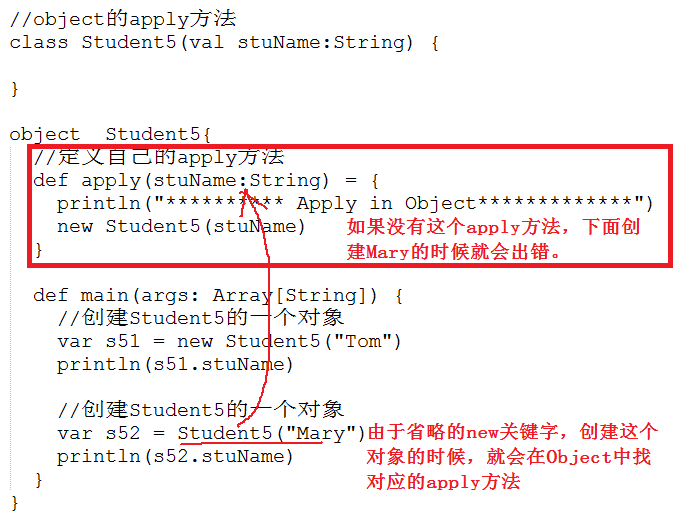 //object的apply方法
class Student5(val stuName:String) {
}
object  Student5{
//定义自己的apply方法
def apply(stuName:String) = {
println("********** Apply in Object*************")
new Student5(stuName)
如果没有这个apply方法，下面创
建Mary的时候就会出错。
}
def main(args: Array[String]) {
//创建Student5的一个对象
var s51 = new Student5("Tom")
println(s51.stuName)
//创建Student5的一个对象
var s52 = Student5("Mary")
println(s52.stuName)
由于省略的new关键字，创建这个
对象的时候，就会在Object中找
对应的apply方法
}
}